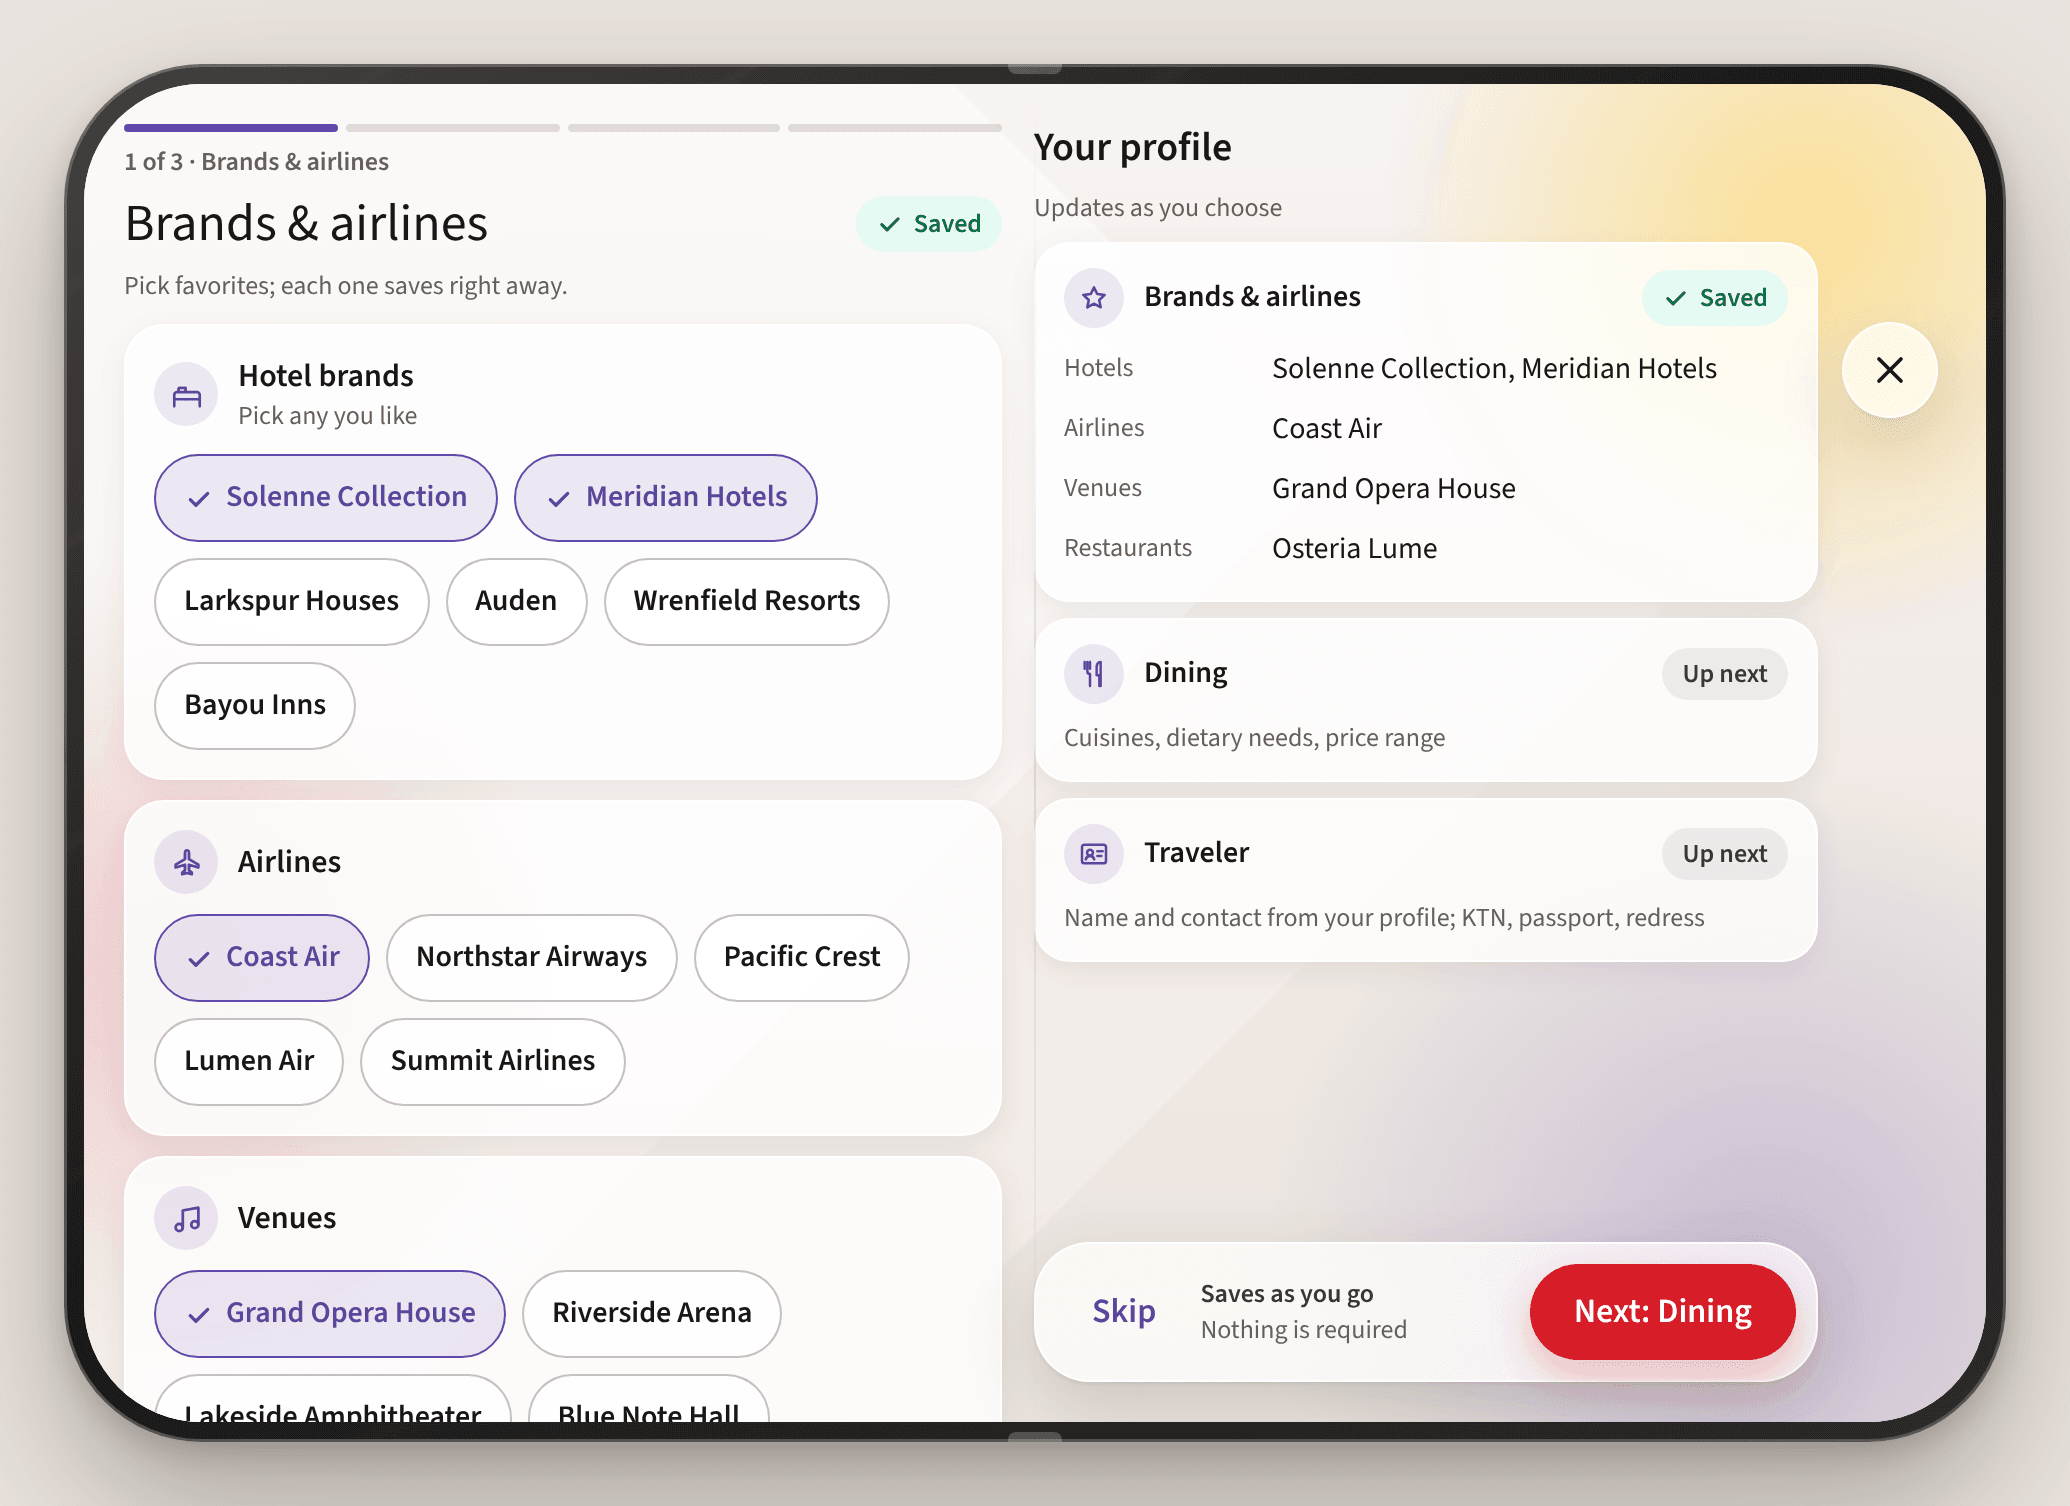 1 of 3 · Brands & airlines
Brands & airlines
Saved
Pick favorites; each one saves right away.
Hotel brands
Pick any you like
Solenne Collection
Meridian Hotels
Larkspur Houses
Auden
Wrenfield Resorts
Bayou Inns
Airlines
Coast Air
Northstar Airways
Pacific Crest
Lumen Air
Summit Airlines
Venues
Grand Opera House
Riverside Arena
Lakeside Amphitheater
Blue Note Hall
Your profile
Updates as you choose
Brands & airlines
Saved
Hotels
Solenne Collection, Meridian Hotels
Airlines
Coast Air
Venues
Grand Opera House
Restaurants
Osteria Lume
Dining
Up next
Cuisines, dietary needs, price range
Traveler
Up next
Name and contact from your profile; KTN, passport, redress
Skip
Saves as you go
Nothing is required
Next: Dining